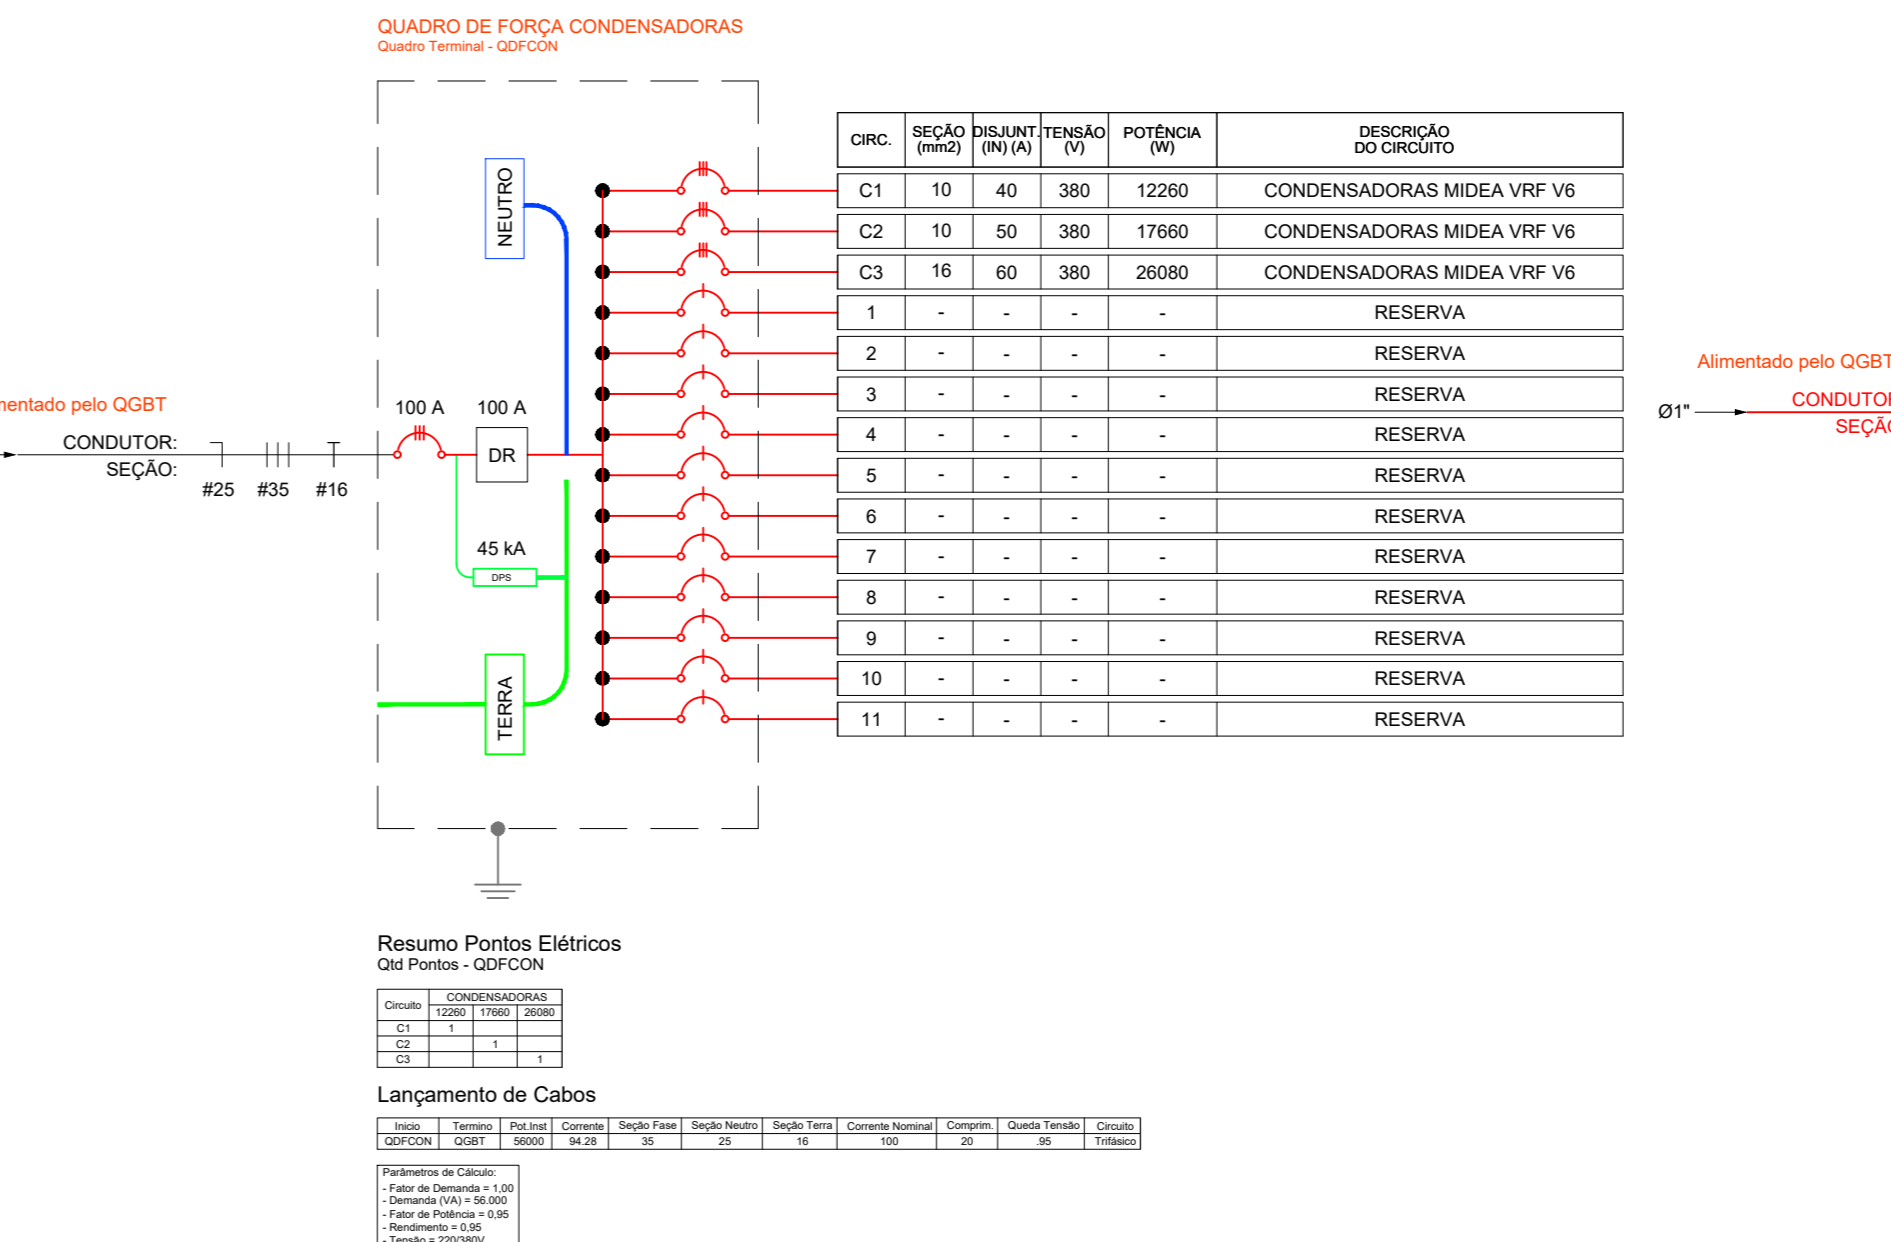 QUADRO DE FORÇA CONDENSADORAS
Quadro Terminal - QDFCON
CIRC. SEÇÃO (mm2) DISJUNT. (IN) (A) TENSÃO (V) POTÊNCIA (W) DESCRIÇÃO DO CIRCUITO
C1 10 40 380 12260 CONDENSADORAS MIDEA VRF V6
C2 10 50 380 17660 CONDENSADORAS MIDEA VRF V6
C3 16 60 380 26080 CONDENSADORAS MIDEA VRF V6
1 - - - - RESERVA
2 - - - - RESERVA
3 - - - - RESERVA
4 - - - - RESERVA
5 - - - - RESERVA
6 - - - - RESERVA
7 - - - - RESERVA
8 - - - - RESERVA
9 - - - - RESERVA
10 - - - - RESERVA
11 - - - - RESERVA
NEUTRO
mentado pelo QGBT
CONDUTOR:
SEÇÃO:
#25 #35 #16
100 A 100 A
DR
45 kA
DPS
TERRA
Alimentado pelo QGBT
Ø1"
CONDUTOR
SEÇÃO
Resumo Pontos Elétricos
Qtd Pontos - QDFCON
Circuito CONDENSADORAS
12260 17660 26080
C1 1
C2 1
C3 1
Lançamento de Cabos
Inicio Termino Pot.Inst Corrente Seção Fase Seção Neutro Seção Terra Corrente Nominal Comprim. Queda Tensão Circuito
QDFCON QGBT 56000 94.28 35 25 16 100 20 .95 Trifásico
Parâmetros de Cálculo:
- Fator de Demanda = 1,00
- Demanda (VA) = 56.000
- Fator de Potência = 0,95
- Rendimento = 0,95
- Tensão = 220/380V